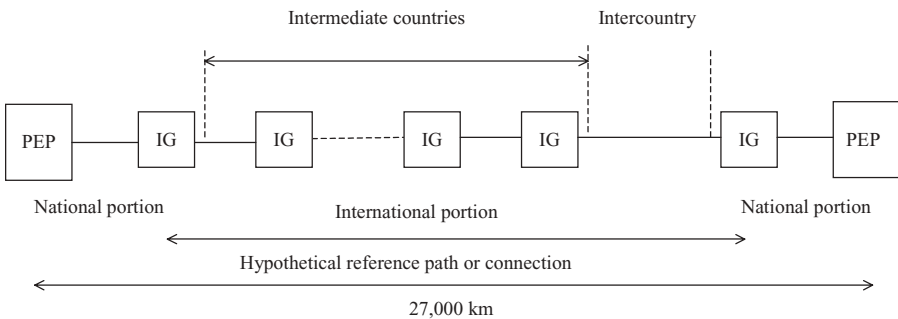 Intermediate countries Intercountry
PEP IG IG IG IG IG PEP
National portion International portion National portion
Hypothetical reference path or connection
27,000 km